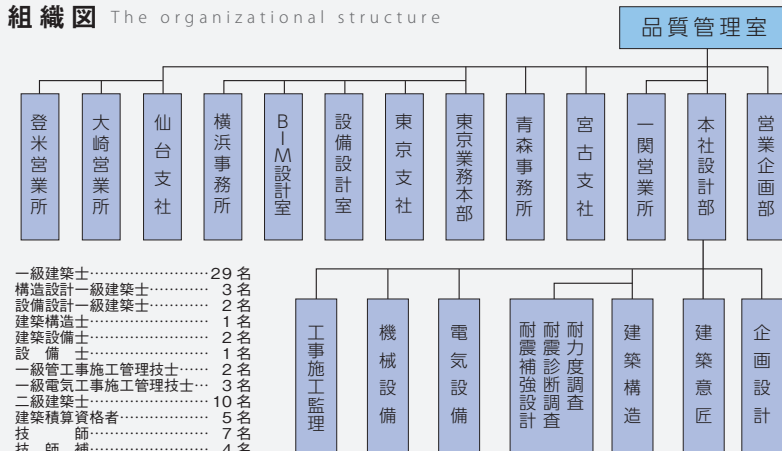 組織図 The organizational structure
品質管理室
登米営業所
大崎営業所
仙台支社
横浜事務所
BIM設計室
設備設計室
東京支社
東京業務本部
青森事務所
宮古支社
一関営業所
本社設計部
営業企画部
一級建築士……………………29名
構造設計一級建築士…………3名
設備設計一級建築士…………2名
建築構造士……………………1名
建築設備士……………………2名
設備士…………………………1名
一級管工事施工管理技士……2名
一級電気工事施工管理技士…3名
二級建築士……………………10名
建築積算資格者………………5名
技師……………………………7名
技師補…………………………4名
工事施工監理
機械設備
電気設備
耐力度調査
耐震診断調査
耐震補強設計
建築構造
建築意匠
企画設計